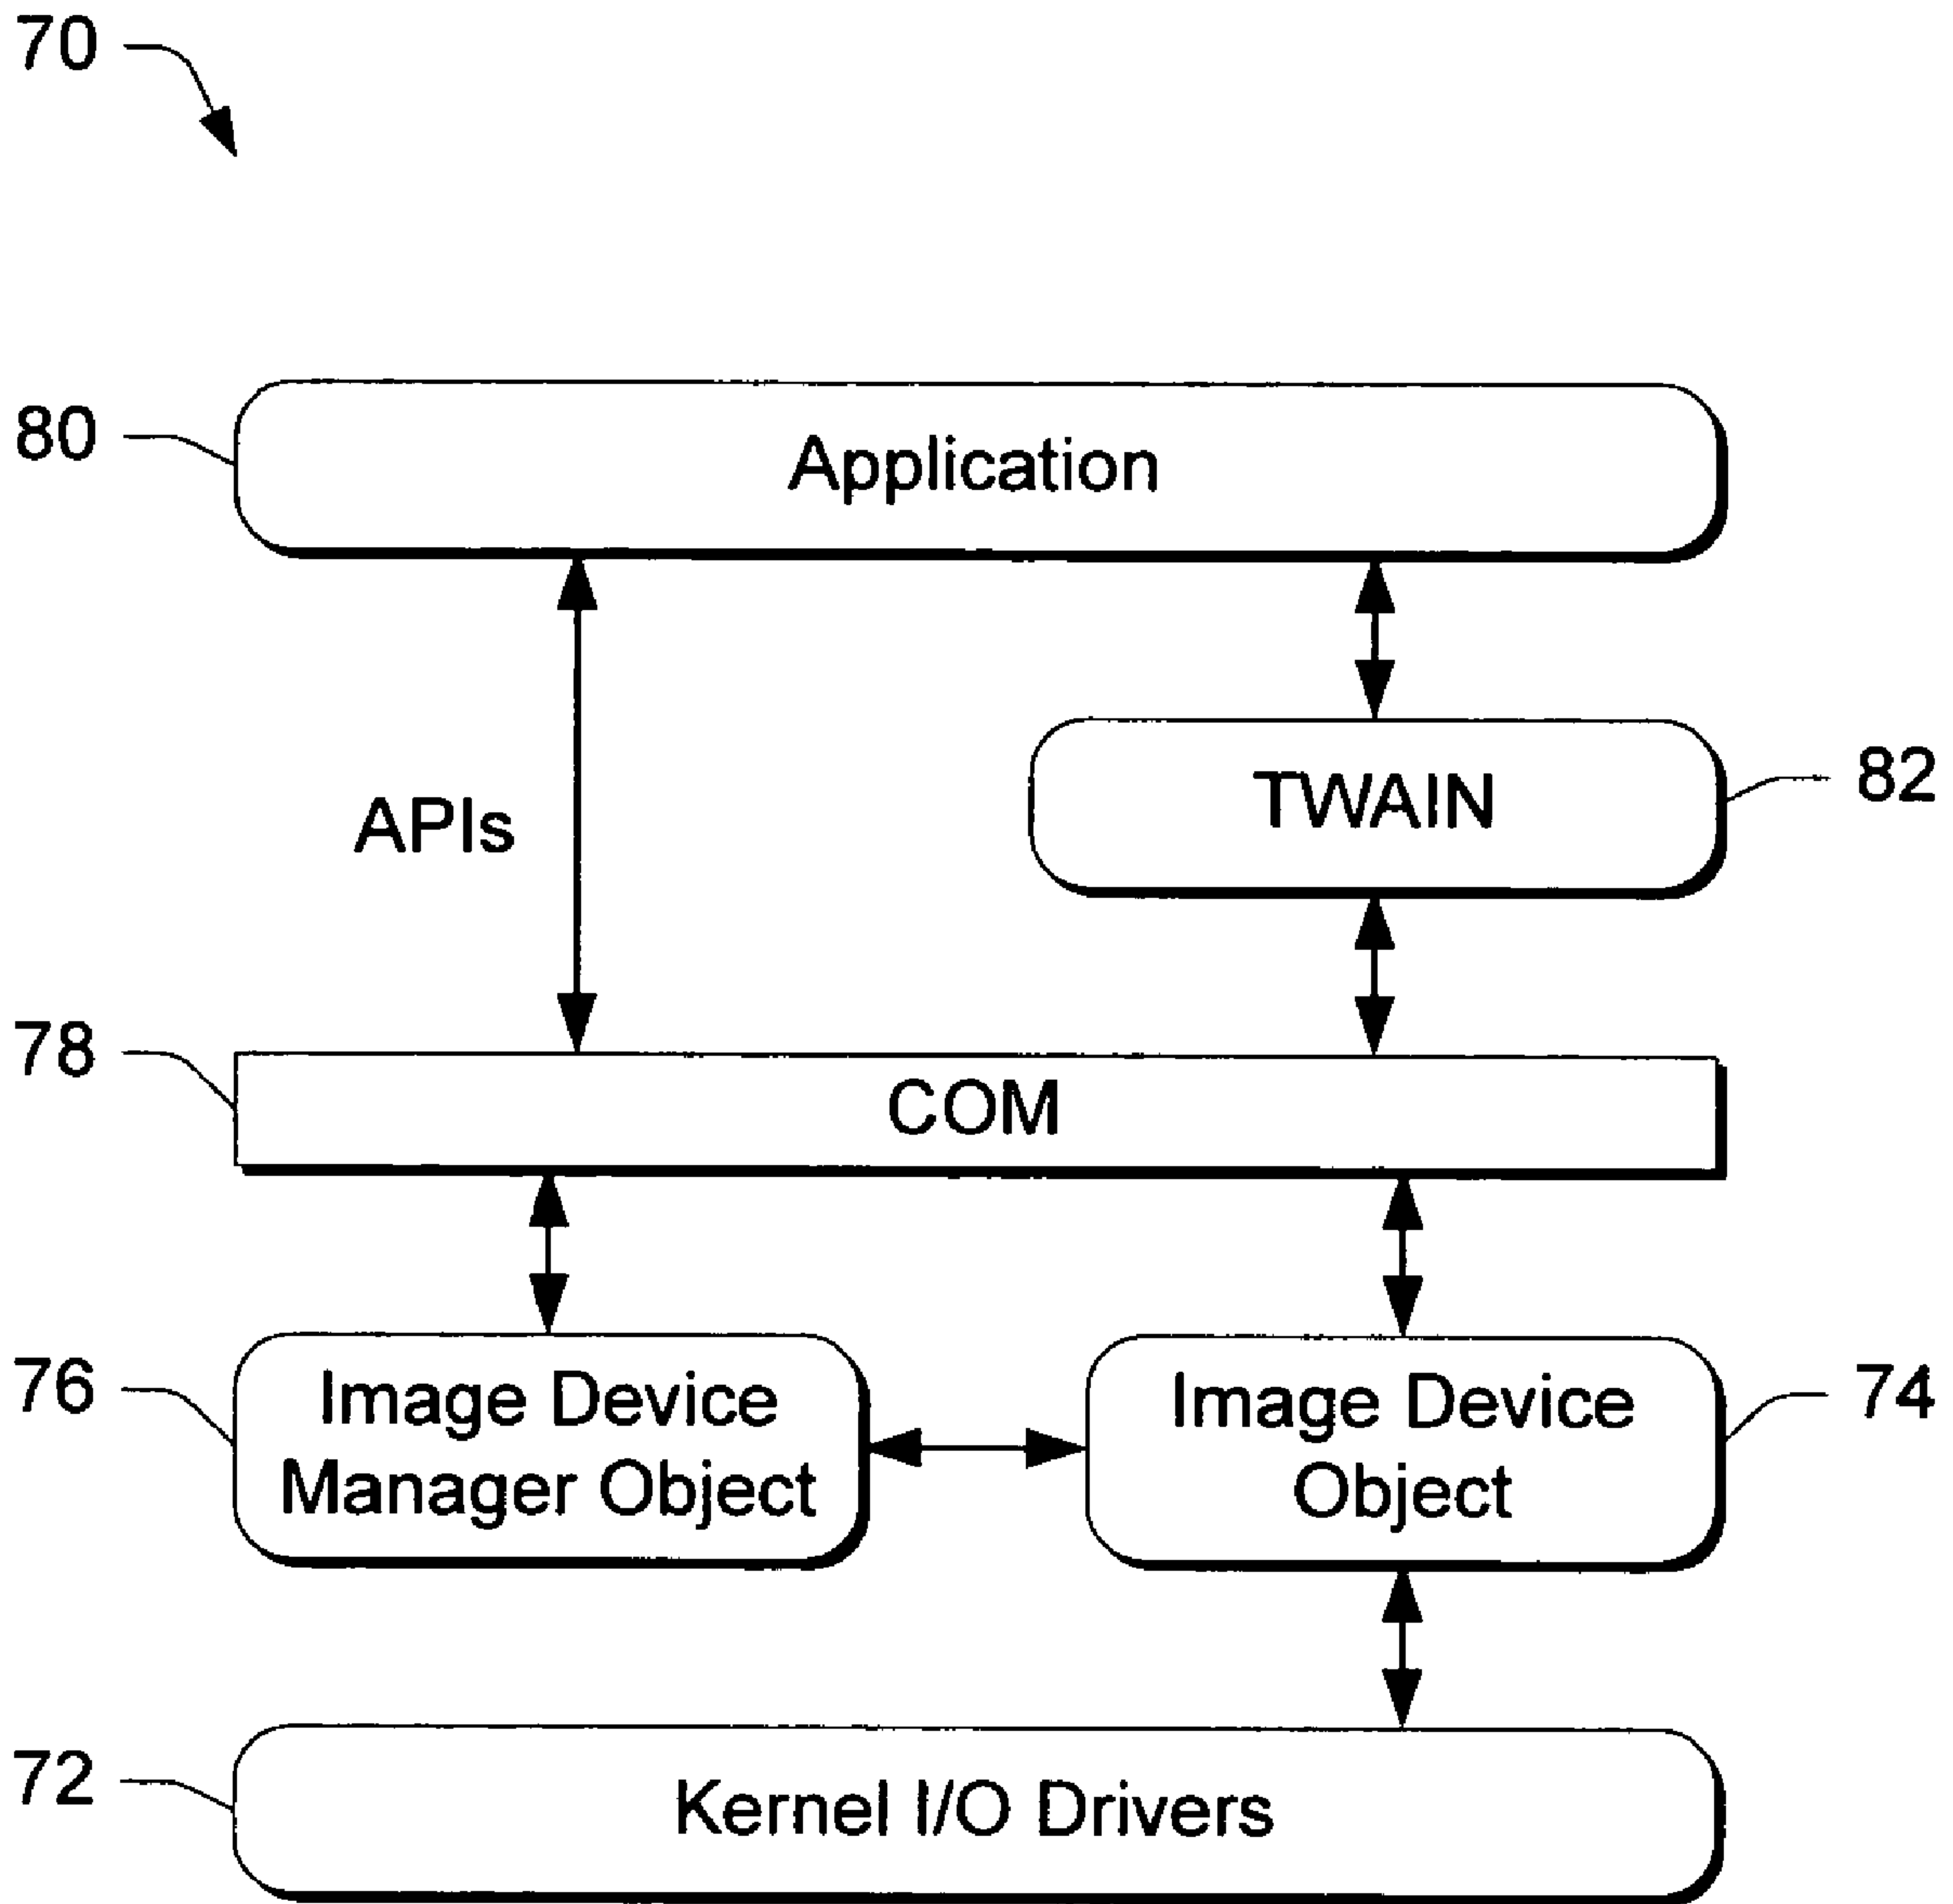 70
80
Application
TWAIN
82
APIs
78
COM
76
Image Device
Manager Object
Image Device
Object
74
72
Kernel I/O Drivers